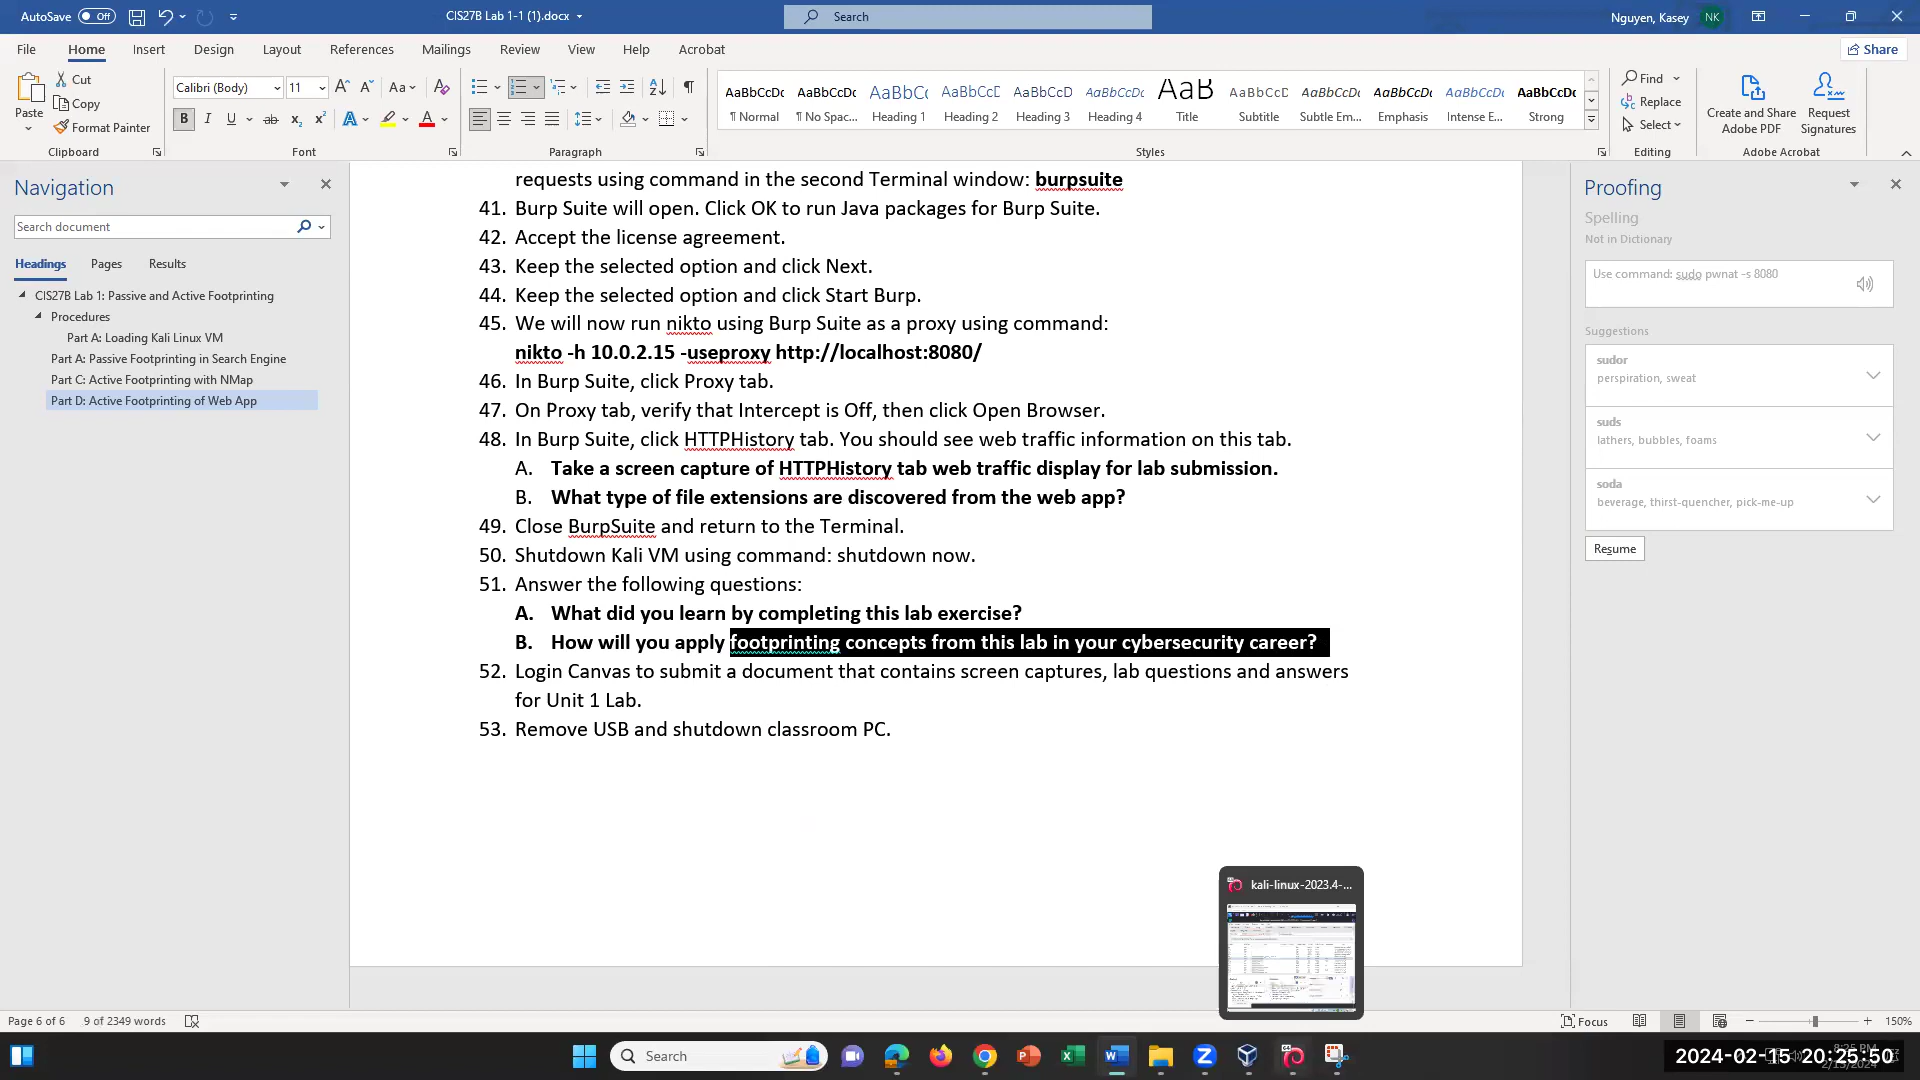 AutoSave Off CIS27B Lab 1-1 (1).docx Search Nguyen, Kasey NK
File Home Insert Design Layout References Mailings Review View Help Acrobat Share
Paste Cut Copy Format Painter Clipboard
Calibri (Body) 11 Aa Font
Paragraph
AaBbCcDc AaBbCcDc AaBbC AaBbCcD AaBbCcD AaBbCcDc AaB AaBbCcD AaBbCcDc AaBbCcDc AaBbCcDc AaBbCcDc
¶ Normal ¶ No Spac... Heading 1 Heading 2 Heading 3 Heading 4 Title Subtitle Subtle Em... Emphasis Intense E... Strong
Styles
Find Replace Select Editing
Create and Share Adobe PDF Request Signatures Adobe Acrobat
Navigation
Search document
Headings Pages Results
CIS27B Lab 1: Passive and Active Footprinting
Procedures
Part A: Loading Kali Linux VM
Part A: Passive Footprinting in Search Engine
Part C: Active Footprinting with NMap
Part D: Active Footprinting of Web App
requests using command in the second Terminal window: burpsuite
41. Burp Suite will open. Click OK to run Java packages for Burp Suite.
42. Accept the license agreement.
43. Keep the selected option and click Next.
44. Keep the selected option and click Start Burp.
45. We will now run nikto using Burp Suite as a proxy using command:
nikto -h 10.0.2.15 -useproxy http://localhost:8080/
46. In Burp Suite, click Proxy tab.
47. On Proxy tab, verify that Intercept is Off, then click Open Browser.
48. In Burp Suite, click HTTPHistory tab. You should see web traffic information on this tab.
A. Take a screen capture of HTTPHistory tab web traffic display for lab submission.
B. What type of file extensions are discovered from the web app?
49. Close BurpSuite and return to the Terminal.
50. Shutdown Kali VM using command: shutdown now.
51. Answer the following questions:
A. What did you learn by completing this lab exercise?
B. How will you apply footprinting concepts from this lab in your cybersecurity career?
52. Login Canvas to submit a document that contains screen captures, lab questions and answers
for Unit 1 Lab.
53. Remove USB and shutdown classroom PC.
Proofing
Spelling
Not in Dictionary
Use command: sudo pwnat -s 8080
Suggestions
sudor
perspiration, sweat
suds
lathers, bubbles, foams
soda
beverage, thirst-quencher, pick-me-up
Resume
kali-linux-2023.4-...
Page 6 of 6 9 of 2349 words Focus 150%
Search
2024-02-15 20:25:50